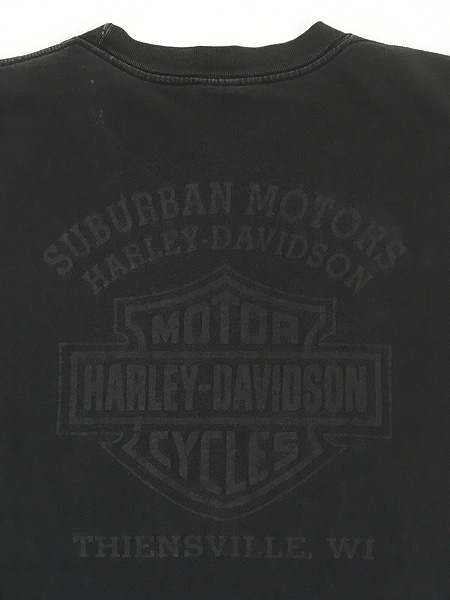 SUBURBAN MOTORS
HARLEY-DAVIDSON
MOTOR
HARLEY-DAVIDSON
CYCLES
THIENSVILLE, WI